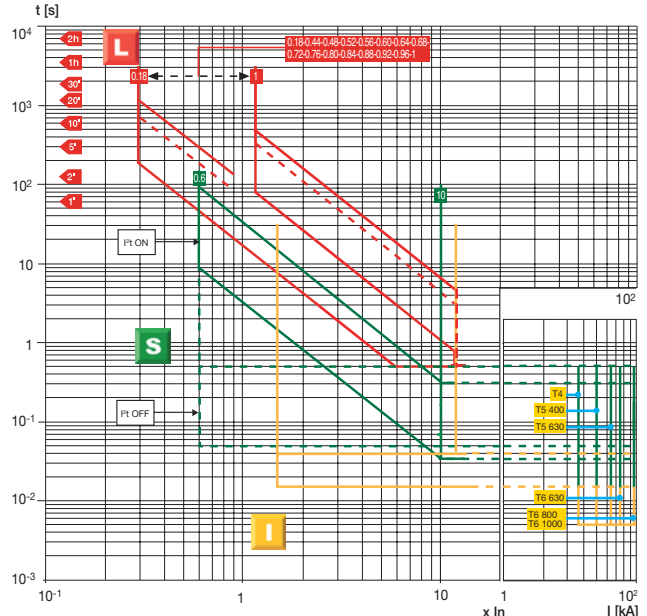 t [s]
10⁴
2h
L
0.18-0.44-0.48-0.52-0.56-0.60-0.64-0.68-
0.72-0.76-0.80-0.84-0.88-0.92-0.96-1
1h
0.18
1
30'
20'
10³
10'
5'
2'
0.6
10²
10
1'
I²t ON
10
10²
1
S
T4
I²t OFF
T5 400
T5 630
10⁻¹
10⁻²
T6 630
T6 800
T6 1000
I
10⁻³
10⁻¹
1
10
1
10
10²
x In
I [kA]